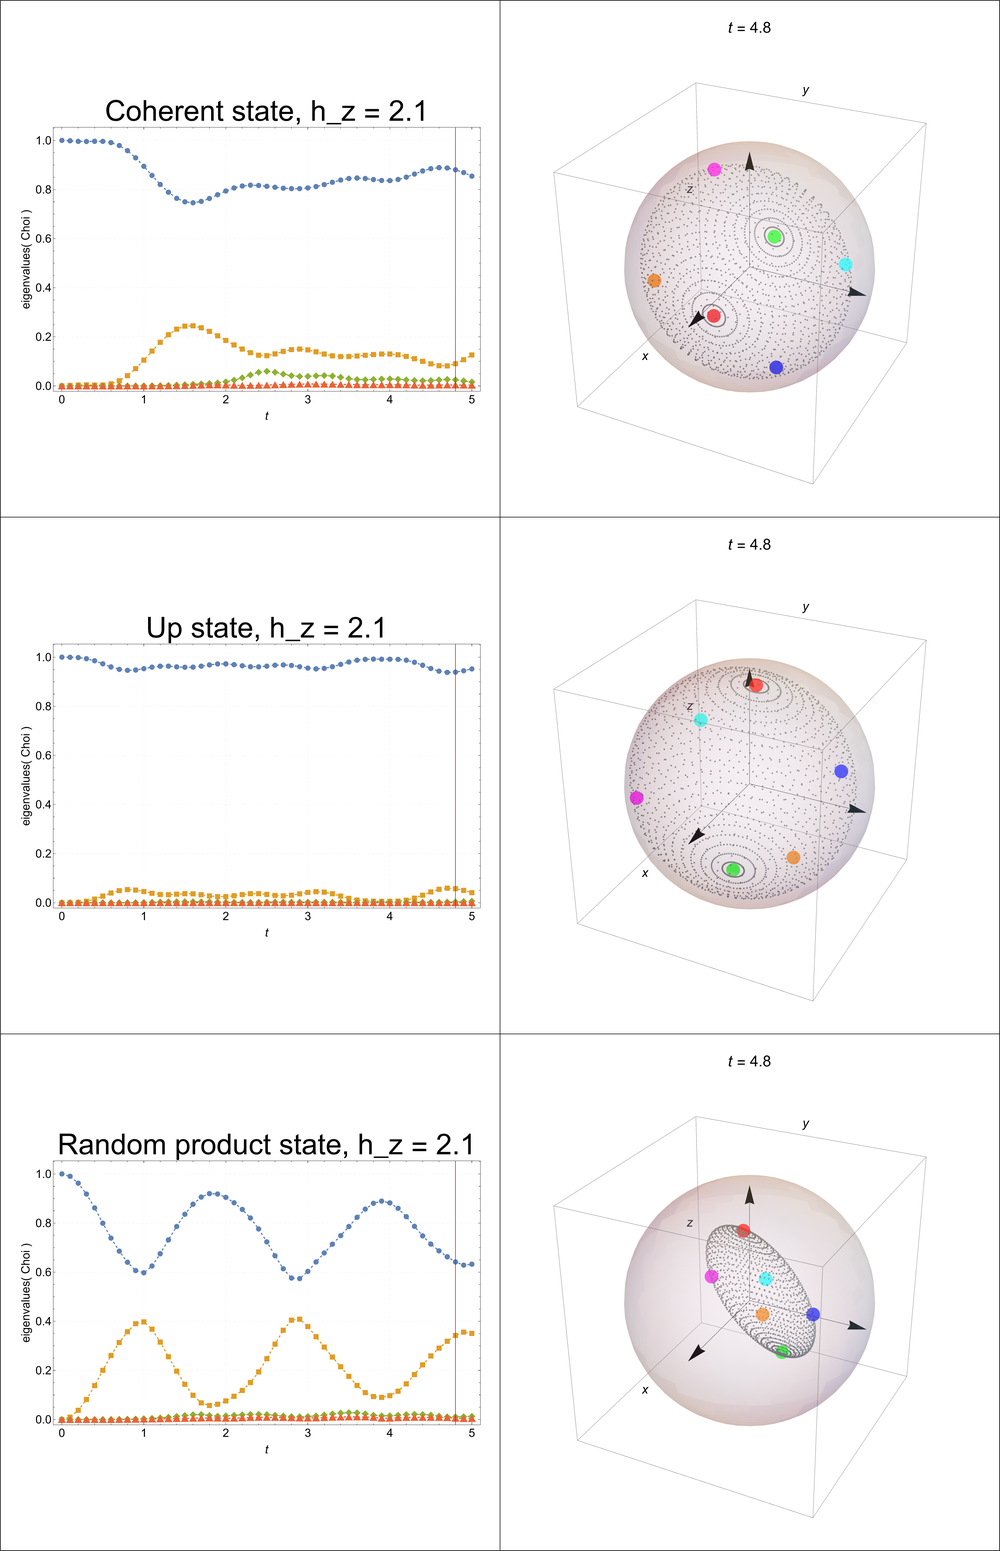 t = 4.8
Coherent state, h_z = 2.1
eigenvalues( Choi )
1.0
0.8
0.6
0.4
0.2
0.0
0 1 2 3 4 5
t
y
z
x
t = 4.8
Up state, h_z = 2.1
eigenvalues( Choi )
1.0
0.8
0.6
0.4
0.2
0.0
0 1 2 3 4 5
t
y
z
x
t = 4.8
Random product state, h_z = 2.1
eigenvalues( Choi )
1.0
0.8
0.6
0.4
0.2
0.0
0 1 2 3 4 5
t
y
z
x